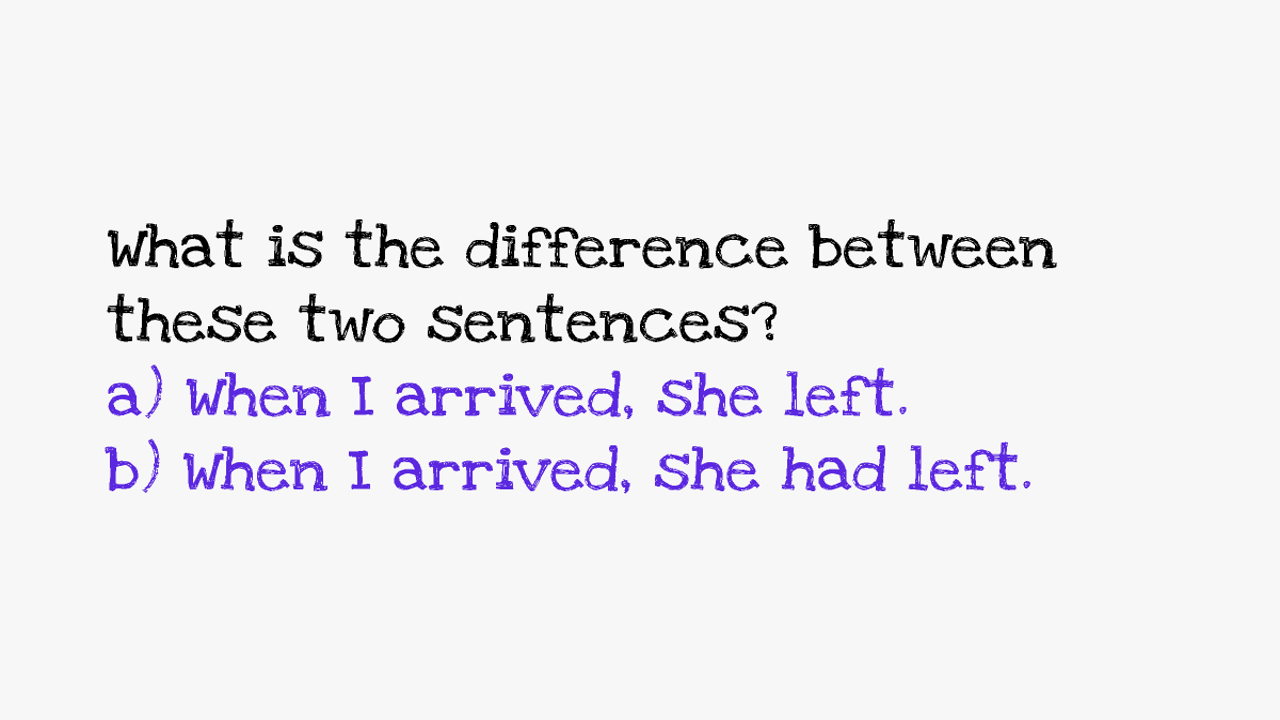 What is the difference between
these two sentences?
a) When I arrived, she left.
b) When I arrived, she had left.